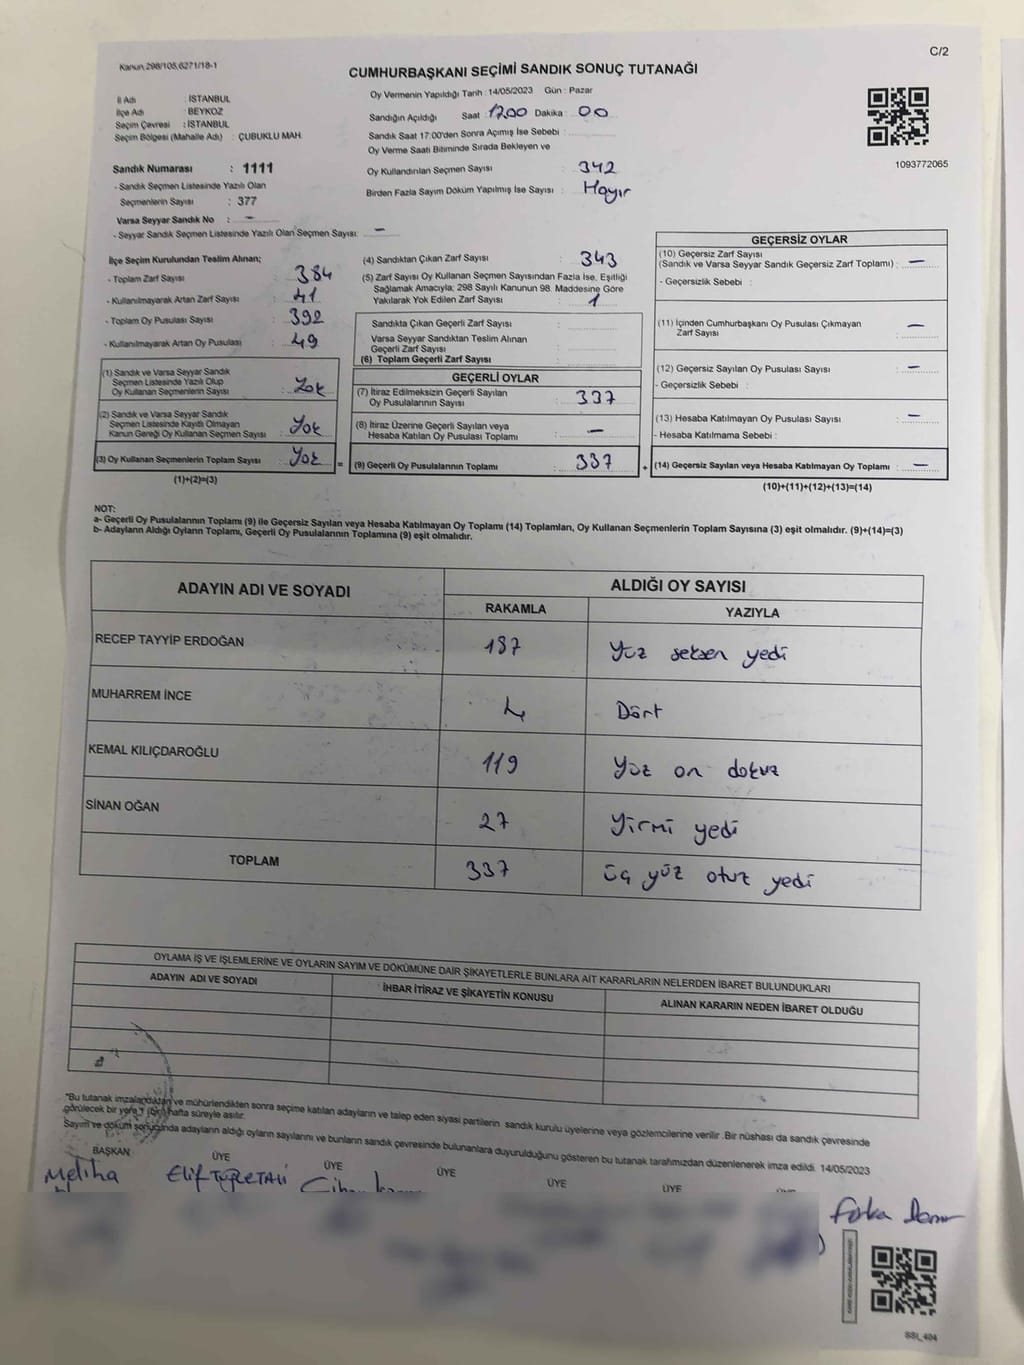 C/2
Kanun 298/105,6271/18-1
CUMHURBAŞKANI SEÇİMİ SANDIK SONUÇ TUTANAĞI
İl Adı : İSTANBUL
İlçe Adı : BEYKOZ
Seçim Çevresi : İSTANBUL
Seçim Bölgesi (Mahalle Adı) : ÇUBUKLU MAH.
Oy Vermenin Yapıldığı Tarih : 14/05/2023 Gün : Pazar
Sandığın Açıldığı Saat : 1700 Dakika : 00
Sandık Saat 17:00'den Sonra Açımış İse Sebebi :
Oy Verme Saati Bitiminde Sırada Bekleyen ve
Oy Kullandırılan Seçmen Sayısı : 342
Birden Fazla Sayım Döküm Yapılmış İse Sayısı : Hayır
1093772065
Sandık Numarası : 1111
- Sandık Seçmen Listesinde Yazılı Olan
Seçmenlerin Sayısı : 377
Varsa Seyyar Sandık No : -
- Seyyar Sandık Seçmen Listesinde Yazılı Olan Seçmen Sayısı: -
İlçe Seçim Kurulundan Teslim Alınan;
- Toplam Zarf Sayısı : 384
- Kullanılmayarak Artan Zarf Sayısı : 41
- Toplam Oy Pusulası Sayısı : 392
- Kullanılmayarak Artan Oy Pusulası : 49
(1) Sandık ve Varsa Seyyar Sandık
Seçmen Listesinde Yazılı Olup
Oy Kullanan Seçmenlerin Sayısı : Yok
(2) Sandık ve Varsa Seyyar Sandık
Seçmen Listesinde Kayıtlı Olmayan
Kanun Gereği Oy Kullanan Seçmen Sayısı : Yok
(3) Oy Kullanan Seçmenlerin Toplam Sayısı : Yok
(1)+(2)=(3)
(4) Sandıktan Çıkan Zarf Sayısı : 343
(5) Zarf Sayısı Oy Kullanan Seçmen Sayısından Fazla İse, Eşitliği
Sağlamak Amacıyla; 298 Sayılı Kanunun 98. Maddesine Göre
Yakılarak Yok Edilen Zarf Sayısı : 1
Sandıkta Çıkan Geçerli Zarf Sayısı :
Varsa Seyyar Sandıktan Teslim Alınan
Geçerli Zarf Sayısı :
(6) Toplam Geçerli Zarf Sayısı :
GEÇERLİ OYLAR
(7) İtiraz Edilmeksizin Geçerli Sayılan
Oy Pusulalarının Sayısı : 337
(8) İtiraz Üzerine Geçerli Sayılan veya
Hesaba Katılan Oy Pusulası Toplamı : -
= (9) Geçerli Oy Pusulalarının Toplamı : 337
GEÇERSİZ OYLAR
(10) Geçersiz Zarf Sayısı
(Sandık ve Varsa Seyyar Sandık Geçersiz Zarf Toplamı) : -
- Geçersizlik Sebebi :
(11) İçinden Cumhurbaşkanı Oy Pusulası Çıkmayan
Zarf Sayısı : -
(12) Geçersiz Sayılan Oy Pusulası Sayısı : -
- Geçersizlik Sebebi :
(13) Hesaba Katılmayan Oy Pusulası Sayısı : -
- Hesaba Katılmama Sebebi :
+ (14) Geçersiz Sayılan veya Hesaba Katılmayan Oy Toplamı : -
(10)+(11)+(12)+(13)=(14)
NOT:
a- Geçerli Oy Pusulalarının Toplamı (9) ile Geçersiz Sayılan veya Hesaba Katılmayan Oy Toplamı (14) Toplamları, Oy Kullanan Seçmenlerin Toplam Sayısına (3) eşit olmalıdır. (9)+(14)=(3)
b- Adayların Aldığı Oyların Toplamı, Geçerli Oy Pusulalarının Toplamına (9) eşit olmalıdır.
ADAYIN ADI VE SOYADI
ALDIĞI OY SAYISI
RAKAMLA YAZIYLA
RECEP TAYYİP ERDOĞAN 187 Yüz seksen yedi
MUHARREM İNCE 4 Dört
KEMAL KILIÇDAROĞLU 119 Yüz on dokuz
SİNAN OĞAN 27 Yirmi yedi
TOPLAM 337 üç yüz otuz yedi
OYLAMA İŞ VE İŞLEMLERİNE VE OYLARIN SAYIM VE DÖKÜMÜNE DAİR ŞİKAYETLERLE BUNLARA AİT KARARLARIN NELERDEN İBARET BULUNDUKLARI
ADAYIN ADI VE SOYADI İHBAR İTİRAZ VE ŞİKAYETİN KONUSU ALINAN KARARIN NEDEN İBARET OLDUĞU
*Bu tutanak imzalandıktan ve mühürlendikten sonra seçime katılan adayların ve talep eden siyasi partilerin sandık kurulu üyelerine veya gözlemcilerine verilir .Bir nüshası da sandık çevresinde
görülecek bir yere 1 (bir) hafta süreyle asılır.
Sayım ve döküm sonucunda adayların aldığı oyların sayılarını ve bunların sandık çevresinde bulunanlara duyurulduğunu gösteren bu tutanak tarafımızdan düzenlenerek imza edildi. 14/05/2023
BAŞKAN ÜYE ÜYE ÜYE ÜYE ÜYE
Meliha Elif
SSI_404